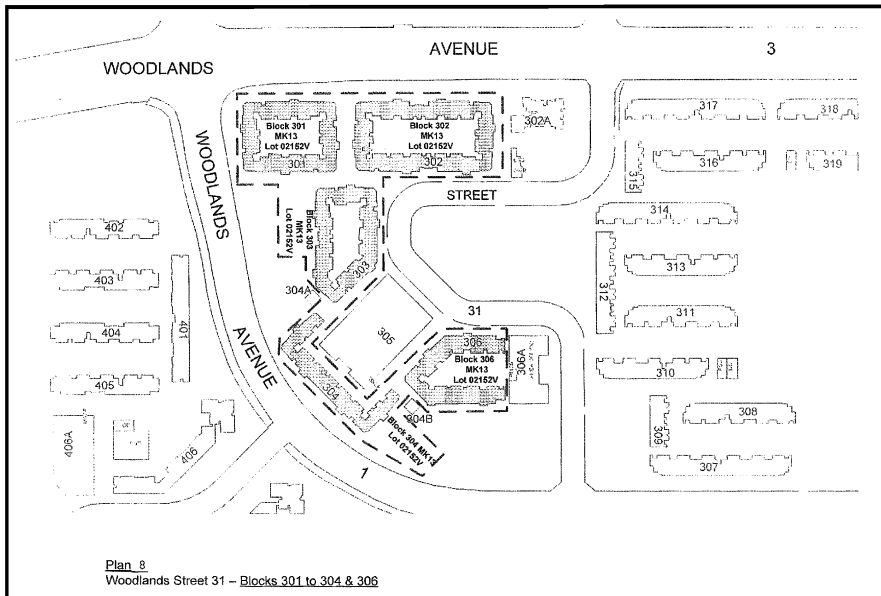 AVENUE 3
WOODLANDS
WOODLANDS
AVENUE
1
STREET
31
Block 301
MK13
Lot 02152V
301
Block 302
MK13
Lot 02152V
302
302A
Block 303
MK13
Lot 02152V
303
304A
305
304
304B
Block 304 MK13
Lot 02152V
306
Block 306
MK13
Lot 02152V
306A
317
318
316
319
315
314
313
312
311
310
309
308
307
402
403
404
405
401
406A
406
Plan 8
Woodlands Street 31 – Blocks 301 to 304 & 306